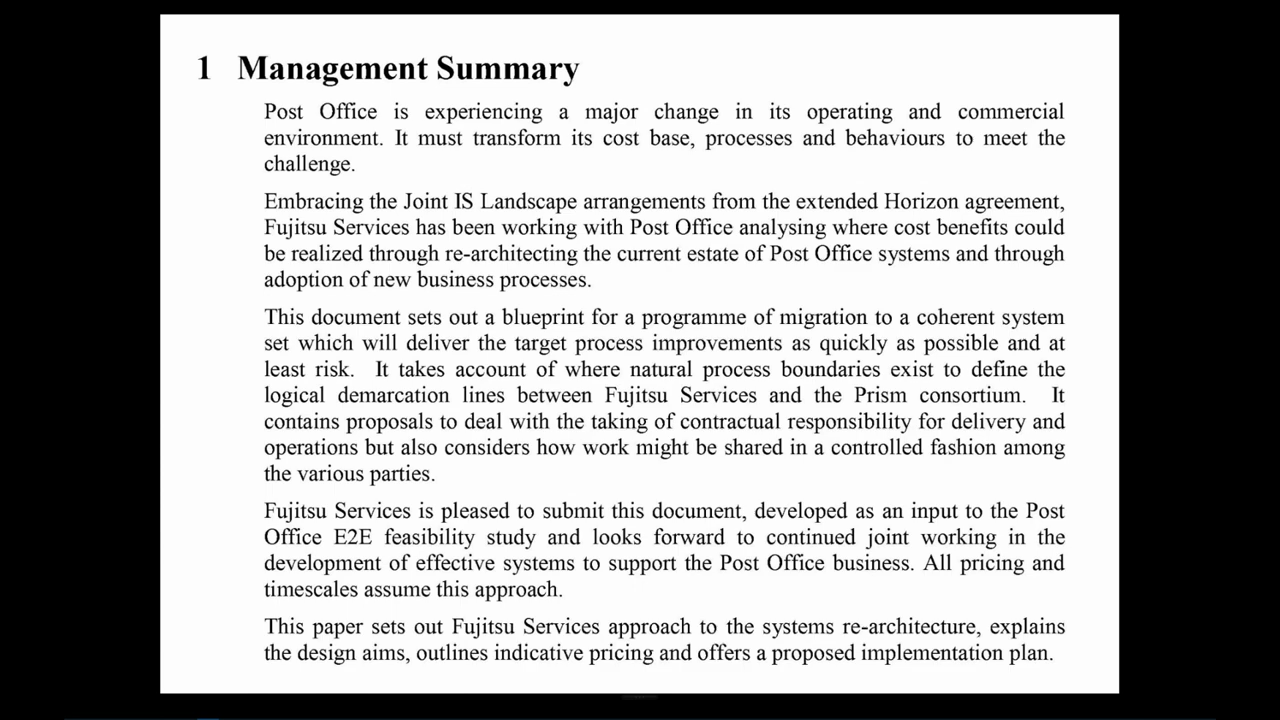 1 Management Summary
Post Office is experiencing a major change in its operating and commercial
environment. It must transform its cost base, processes and behaviours to meet the
challenge.
Embracing the Joint IS Landscape arrangements from the extended Horizon agreement,
Fujitsu Services has been working with Post Office analysing where cost benefits could
be realized through re-architecting the current estate of Post Office systems and through
adoption of new business processes.
This document sets out a blueprint for a programme of migration to a coherent system
set which will deliver the target process improvements as quickly as possible and at
least risk. It takes account of where natural process boundaries exist to define the
logical demarcation lines between Fujitsu Services and the Prism consortium. It
contains proposals to deal with the taking of contractual responsibility for delivery and
operations but also considers how work might be shared in a controlled fashion among
the various parties.
Fujitsu Services is pleased to submit this document, developed as an input to the Post
Office E2E feasibility study and looks forward to continued joint working in the
development of effective systems to support the Post Office business. All pricing and
timescales assume this approach.
This paper sets out Fujitsu Services approach to the systems re-architecture, explains
the design aims, outlines indicative pricing and offers a proposed implementation plan.